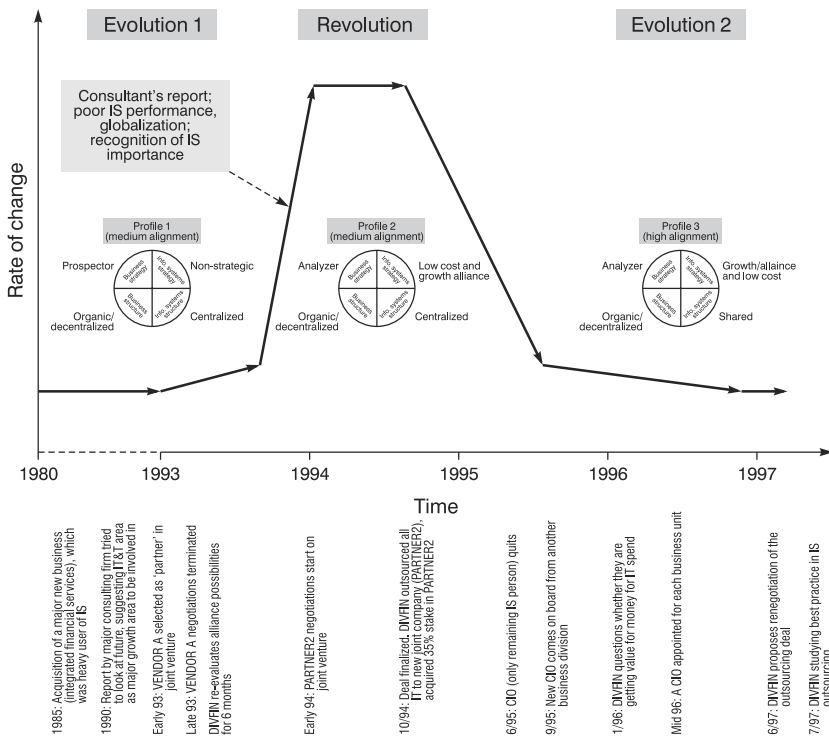 Evolution 1
Revolution
Evolution 2
Consultant's report;
poor IS performance,
globalization;
recognition of IS
importance
Rate of change
Profile 1
(medium alignment)
Prospector
Business
strategy
Info. systems
strategy
Non-strategic
Organic/
decentralized
Business
structure
Info. systems
structure
Centralized
Profile 2
(medium alignment)
Analyzer
Business
strategy
Info. systems
strategy
Low cost and
growth alliance
Organic/
decentralized
Business
structure
Info. systems
structure
Centralized
Profile 3
(high alignment)
Analyzer
Business
strategy
Info. systems
strategy
Growth/allaince
and low cost
Organic/
decentralized
Business
structure
Info. systems
structure
Shared
1980
1993
1994
1995
1996
1997
Time
1985: Acquisition of a major new business
(integrated financial services), which
was heavy user of IS
1990: Report by major consulting firm tried
to look at future, suggesting IT&T area
as major growth area to be involved in
Early 93: VENDOR A selected as 'partner' in
joint venture
Late 93: VENDOR A negotiations terminated
DIVFIN re-evaluates alliance possibilities
for 6 months
Early 94: PARTNER2 negotiations start on
joint venture
10/94: Deal finalized. DIVFIN outsourced all
IT to new joint company (PARTNER2),
acquired 35% stake in PARTNER2
6/95: CIO (only remaining IS person) quits
9/95: New CIO comes on board from another
business division
1/96: DIVFIN questions whether they are
getting value for money for IT spend
Mid 96: A CIO appointed for each business unit
6/97: DIVFIN proposes renegotiation of the
outsourcing deal
7/97: DIVFIN studying best practice in IS
outsourcing